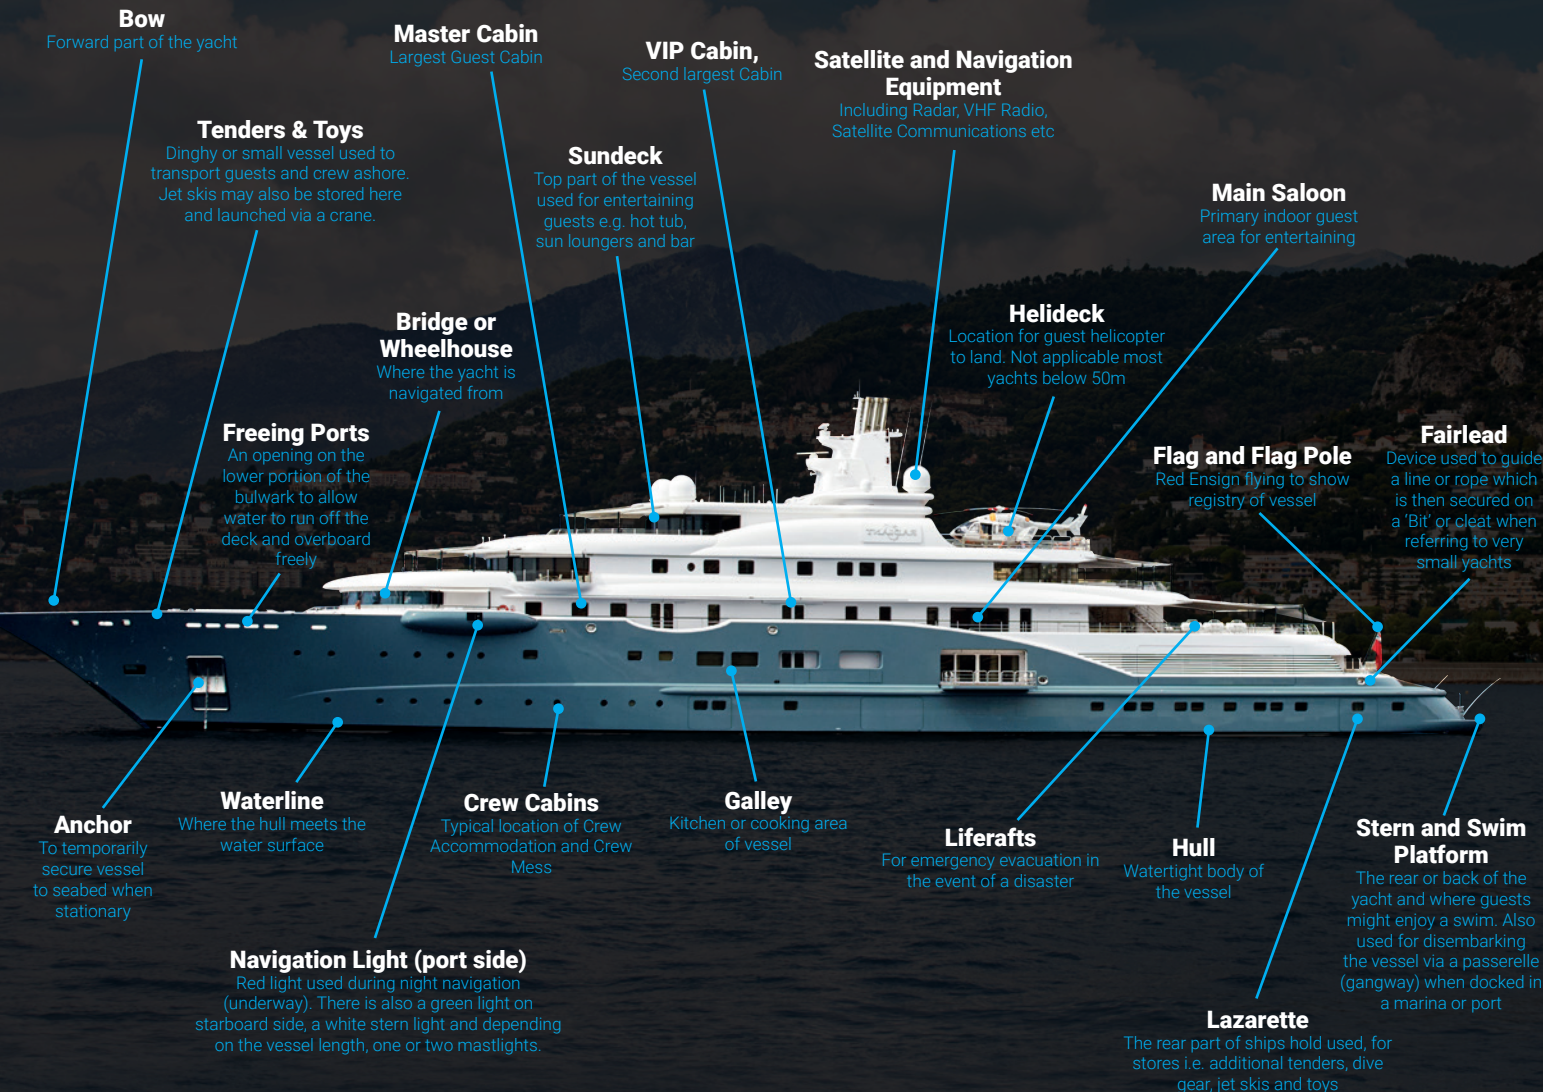 Bow
Forward part of the yacht
Master Cabin
Largest Guest Cabin
VIP Cabin,
Second largest Cabin
Satellite and Navigation
Equipment
Including Radar, VHF Radio,
Satellite Communications etc
Tenders & Toys
Dinghy or small vessel used to
transport guests and crew ashore.
Jet skis may also be stored here
and launched via a crane.
Sundeck
Top part of the vessel
used for entertaining
guests e.g. hot tub,
sun loungers and bar
Main Saloon
Primary indoor guest
area for entertaining
Bridge or
Wheelhouse
Where the yacht is
navigated from
Helideck
Location for guest helicopter
to land. Not applicable most
yachts below 50m
Freeing Ports
An opening on the
lower portion of the
bulwark to allow
water to run off the
deck and overboard
freely
Flag and Flag Pole
Red Ensign flying to show
registry of vessel
Fairlead
Device used to guide
a line or rope which
is then secured on
a 'Bit' or cleat when
referring to very
small yachts
Anchor
To temporarily
secure vessel
to seabed when
stationary
Waterline
Where the hull meets the
water surface
Crew Cabins
Typical location of Crew
Accommodation and Crew
Mess
Galley
Kitchen or cooking area
of vessel
Liferafts
For emergency evacuation in
the event of a disaster
Hull
Watertight body of
the vessel
Stern and Swim
Platform
The rear or back of the
yacht and where guests
might enjoy a swim. Also
used for disembarking
the vessel via a passerelle
(gangway) when docked in
a marina or port
Navigation Light (port side)
Red light used during night navigation
(underway). There is also a green light on
starboard side, a white stern light and depending
on the vessel length, one or two mastlights.
Lazarette
The rear part of ships hold used, for
stores i.e. additional tenders, dive
gear, jet skis and toys